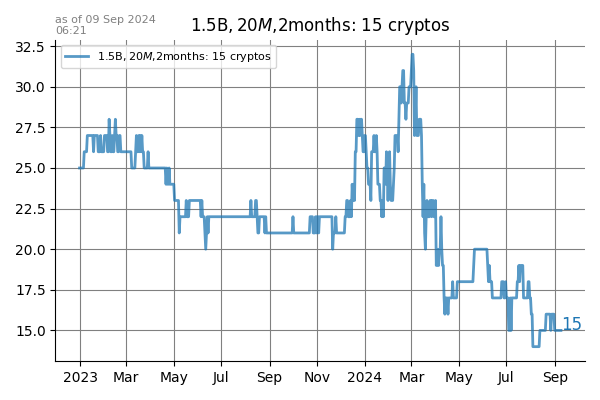 as of 09 Sep 2024
06:21
1.5B, 20M,2months: 15 cryptos
1.5B, 20M,2months: 15 cryptos
32.5
30.0
27.5
25.0
22.5
20.0
17.5
15.0
15
2023 Mar May Jul Sep Nov 2024 Mar May Jul Sep